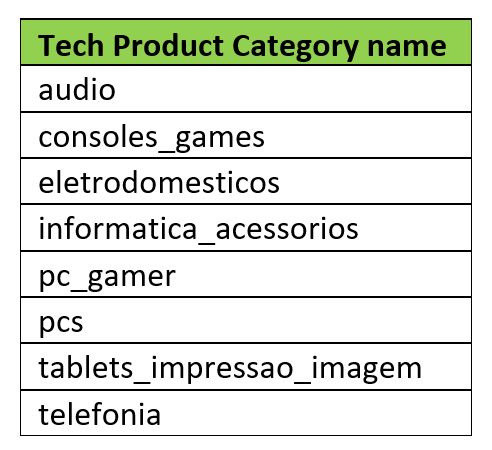 Tech Product Category name
audio
consoles_games
eletrodomesticos
informatica_acessorios
pc_gamer
pcs
tablets_impressao_imagem
telefonia